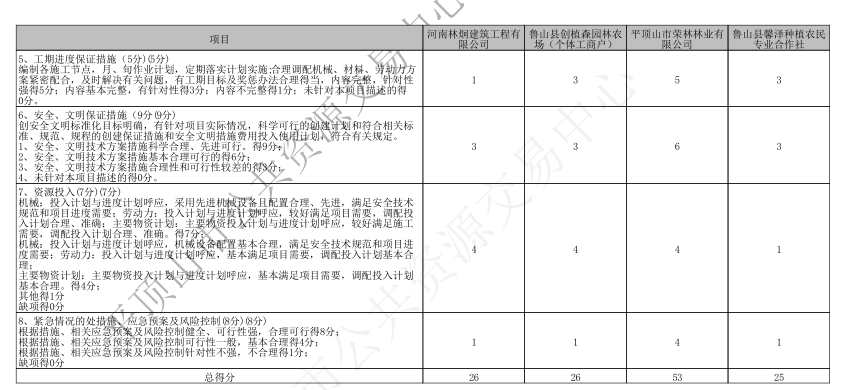 项目 河南林炯建筑工程有限公司 鲁山县创植森园林农场（个体工商户） 平顶山市荣林林业有限公司 鲁山县馨泽种植农民专业合作社
5、工期进度保证措施（5分)(5分)
编制各施工节点，月、旬作业计划，定期落实计划实施;合理调配机械、材料、劳动力方
案紧密配合，及时解决有关问题，有工期目标及奖惩办法合理得当，内容完整，针对性
强得5分；内容基本完整，有针对性得3分；内容不完整得1分；未针对本项目描述的得
0分。
1 3 5 3
6、安全、文明保证措施（9分)(9分)
创安全文明标准化目标明确，有针对项目实际情况，科学可行的创建计划和符合相关标
准、规范、规程的创建保证措施和安全文明措施费用投入使用计划、符合有关规定。
1、安全、文明技术方案措施科学合理、先进可行。得9分；
2、安全、文明技术方案措施基本合理可行的得6分；
3、安全、文明技术方案措施合理性和可行性较差的得3分；
4、未针对本项目描述的得0分。
3 3 6 3
7、资源投入(7分)(7分)
机械：投入计划与进度计划呼应，采用先进机械设备且配置合理、先进，满足安全技术
规范和项目进度需要；劳动力：投入计划与进度计划呼应，较好满足项目需要，调配投
入计划合理、准确；主要物资计划：主要物资投入计划与进度计划呼应，较好满足施工
需要，调配投入计划合理、准确。得7分；
机械：投入计划与进度计划呼应，机械设备配置基本合理，满足安全技术规范和项目进
度需要；劳动力：投入计划与进度计划呼应，基本满足项目需要，调配投入计划基本合
理；
主要物资计划：主要物资投入计划与进度计划呼应，基本满足项目需要，调配投入计划
基本合理。得4分；
其他得1分
缺项得0分
4 4 4 1
8、紧急情况的处措施、应急预案及风险控制(8分)(8分)
根据措施、相关应急预案及风险控制健全、可行性强，合理可行得8分；
根据措施、相关应急预案及风险控制可行性一般，基本合理得4分；
根据措施、相关应急预案及风险控制针对性不强，不合理得1分；
缺项得0分
1 1 4 1
总得分 26 26 53 25
平顶山市公共资源交易中心
市公共资源交易中心